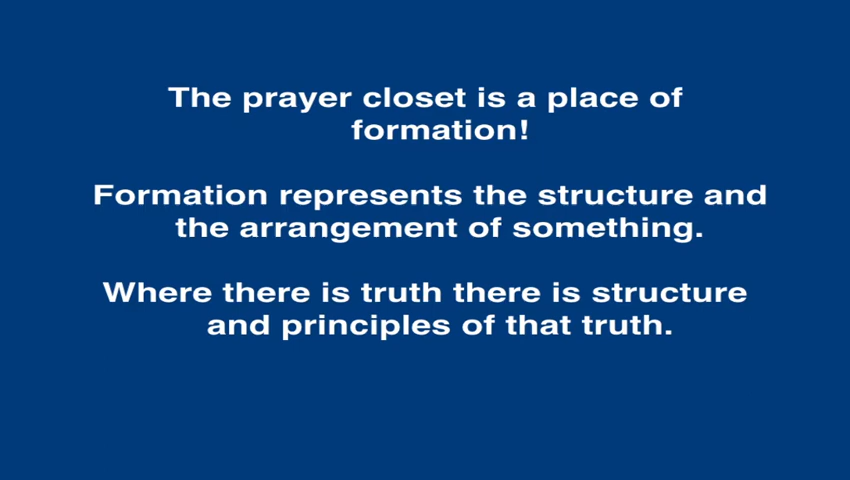 The prayer closet is a place of
formation!
Formation represents the structure and
the arrangement of something.
Where there is truth there is structure
and principles of that truth.